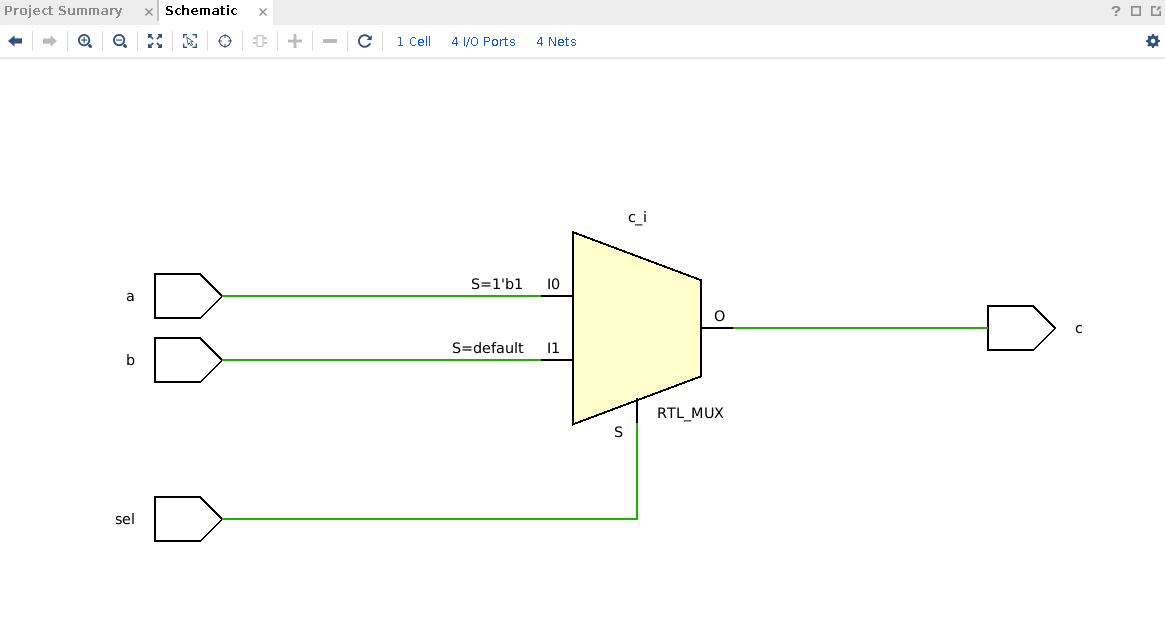 Project Summary × Schematic ×
? 
1 Cell 4 I/O Ports 4 Nets
c_i
a S=1'b1 I0
O
c
b S=default I1
RTL_MUX
S
sel